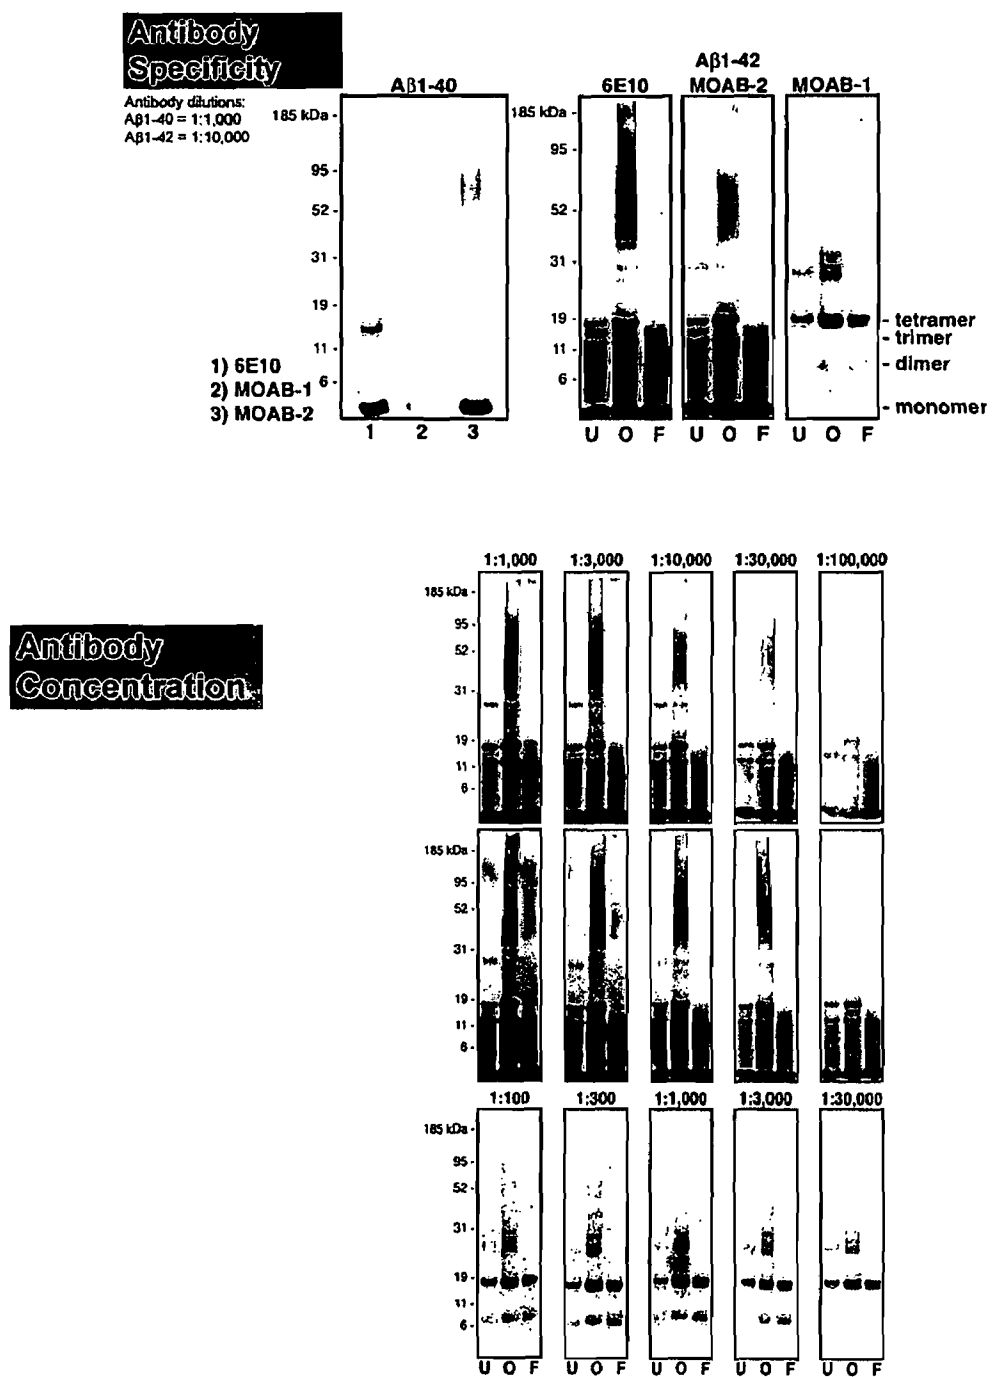 Antibody
Specificity
Antibody dilutions:
Aβ1-40 = 1:1,000
Aβ1-42 = 1:10,000
Aβ1-40
185 kDa -
95 -
52 -
31 -
19 -
11 -
6 -
1) 6E10
2) MOAB-1
3) MOAB-2
1 2 3
Aβ1-42
6E10 MOAB-2 MOAB-1
185 kDa -
95 -
52 -
31 -
19 -
11 -
6 -
- tetramer
- trimer
- dimer
- monomer
U O F U O F U O F
Antibody
Concentration
1:1,000 1:3,000 1:10,000 1:30,000 1:100,000
185 kDa -
95 -
52 -
31 -
19 -
11 -
6 -
185 kDa -
95 -
52 -
31 -
19 -
11 -
6 -
1:100 1:300 1:1,000 1:3,000 1:30,000
185 kDa -
95 -
52 -
31 -
19 -
11 -
6 -
U O F U O F U O F U O F U O F